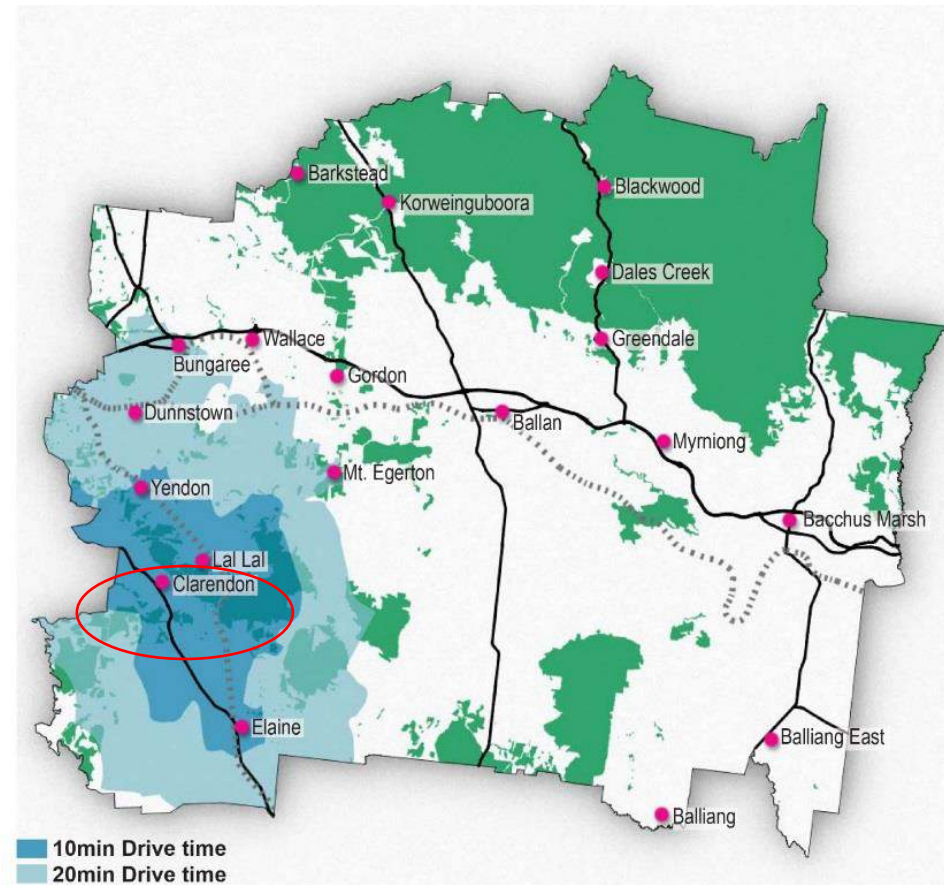 Barkstead
Korweinguboora
Blackwood
Dales Creek
Greendale
Wallace
Bungaree
Gordon
Dunnstown
Ballan
Myrniong
Mt. Egerton
Yendon
Bacchus Marsh
Lal Lal
Clarendon
Elaine
Balliang East
Balliang
10min Drive time
20min Drive time